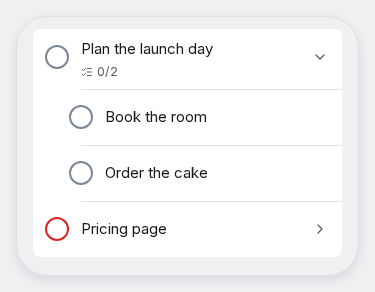 Plan the launch day
0/2
Book the room
Order the cake
Pricing page